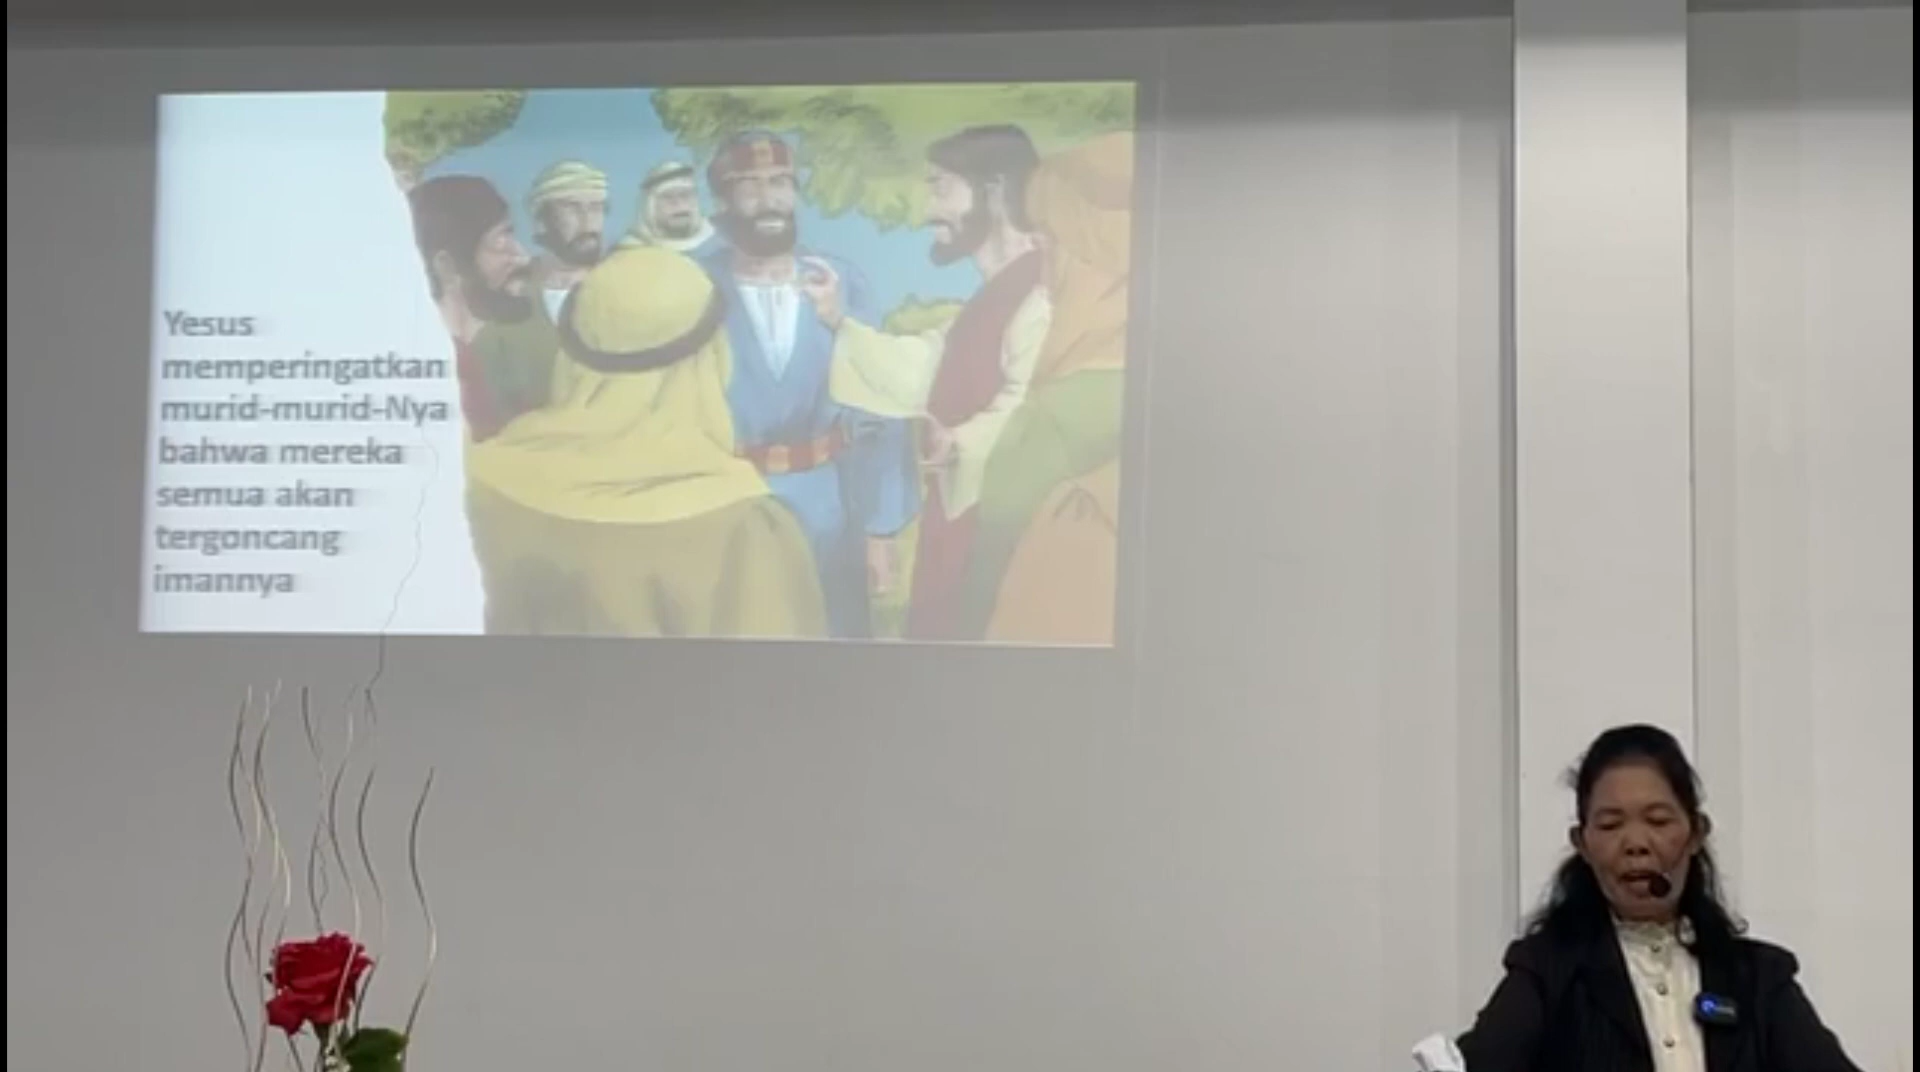 Yesus
memperingatkan
murid-murid-Nya
bahwa mereka
semua akan
tergoncang
imannya